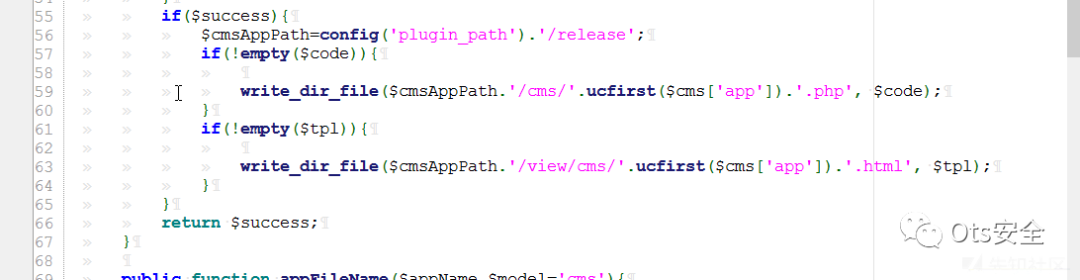 55 if($success){
56 $cmsAppPath=config('plugin_path').'/release';
57 if(!empty($code)){
58
59 write_dir_file($cmsAppPath.'/cms/'.ucfirst($cms['app']).'.php', $code);
60 }
61 if(!empty($tpl)){
62
63 write_dir_file($cmsAppPath.'/view/cms/'.ucfirst($cms['app']).'.html', $tpl);
64 }
65 }
66 return $success;
67 }
68
69 public function appFileName($appName,$model='cms'){
Ots安全